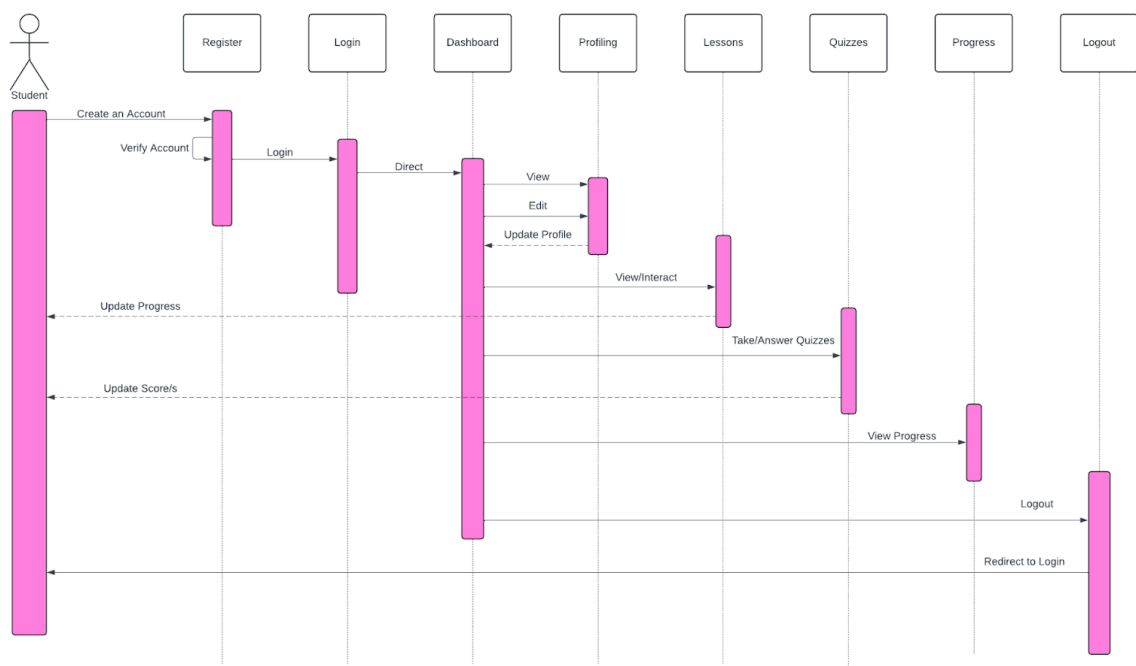 Register
Login
Dashboard
Profiling
Lessons
Quizzes
Progress
Logout
Student
Create an Account
Verify Account
Login
Direct
View
Edit
Update Profile
View/Interact
Update Progress
Take/Answer Quizzes
Update Score/s
View Progress
Logout
Redirect to Login